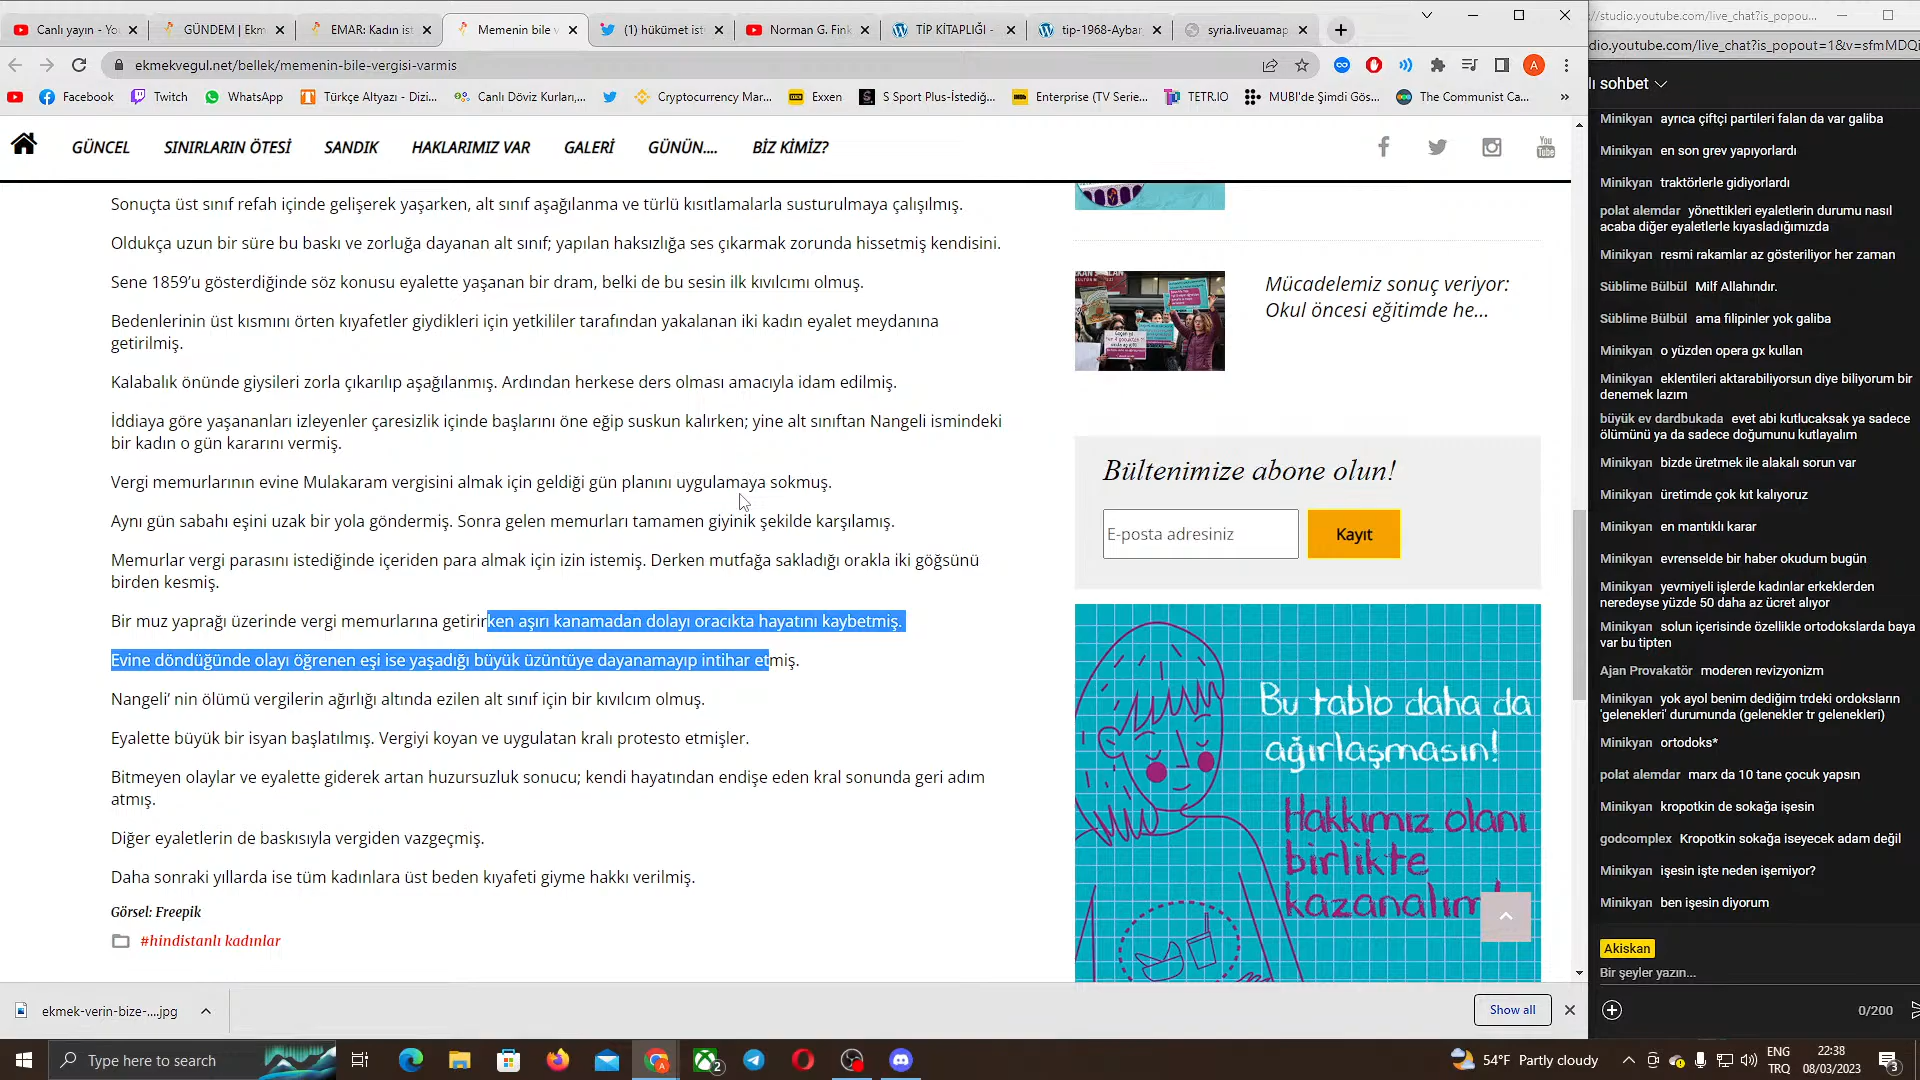 Canlı yayın - Yo
GÜNDEM | Ekm
EMAR: Kadın ist
Memenin bile v
(1) hükümet ist
Norman G. Fink
TİP KİTAPLIĞI -
tip-1968-Aybar
syria.liveuamap
//studio.youtube.com/live_chat?is_popou...
dio.youtube.com/live_chat?is_popout=1&v=sfmMDQi
ekmekvegul.net/bellek/memenin-bile-vergisi-varmis
A
Facebook
Twitch
WhatsApp
Türkçe Altyazı - Dizi...
Canlı Döviz Kurları,...
Cryptocurrency Mar...
Exxen
S Sport Plus-İstediğ...
Enterprise (TV Serie...
TETR.IO
MUBI'de Şimdi Gös...
The Communist Ca...
GÜNCEL
SINIRLARIN ÖTESİ
SANDIK
HAKLARIMIZ VAR
GALERİ
GÜNÜN....
BİZ KİMİZ?
You
Tube
Sonuçta üst sınıf refah içinde gelişerek yaşarken, alt sınıf aşağılanma ve türlü kısıtlamalarla susturulmaya çalışılmış.
Oldukça uzun bir süre bu baskı ve zorluğa dayanan alt sınıf; yapılan haksızlığa ses çıkarmak zorunda hissetmiş kendisini.
Sene 1859’u gösterdiğinde söz konusu eyalette yaşanan bir dram, belki de bu sesin ilk kıvılcımı olmuş.
Bedenlerinin üst kısmını örten kıyafetler giydikleri için yetkililer tarafından yakalanan iki kadın eyalet meydanına
getirilmiş.
Kalabalık önünde giysileri zorla çıkarılıp aşağılanmış. Ardından herkese ders olması amacıyla idam edilmiş.
İddiaya göre yaşananları izleyenler çaresizlik içinde başlarını öne eğip suskun kalırken; yine alt sınıftan Nangeli ismindeki
bir kadın o gün kararını vermiş.
Vergi memurlarının evine Mulakaram vergisini almak için geldiği gün planını uygulamaya sokmuş.
Aynı gün sabahı eşini uzak bir yola göndermiş. Sonra gelen memurları tamamen giyinik şekilde karşılamış.
Memurlar vergi parasını istediğinde içeriden para almak için izin istemiş. Derken mutfağa sakladığı orakla iki göğsünü
birden kesmiş.
Bir muz yaprağı üzerinde vergi memurlarına getirirken aşırı kanamadan dolayı oracıkta hayatını kaybetmiş.
Evine döndüğünde olayı öğrenen eşi ise yaşadığı büyük üzüntüye dayanamayıp intihar etmiş.
Nangeli’ nin ölümü vergilerin ağırlığı altında ezilen alt sınıf için bir kıvılcım olmuş.
Eyalette büyük bir isyan başlatılmış. Vergiyi koyan ve uygulatan kralı protesto etmişler.
Bitmeyen olaylar ve eyalette giderek artan huzursuzluk sonucu; kendi hayatından endişe eden kral sonunda geri adım
atmış.
Diğer eyaletlerin de baskısıyla vergiden vazgeçmiş.
Daha sonraki yıllarda ise tüm kadınlara üst beden kıyafeti giyme hakkı verilmiş.
Görsel: Freepik
#hindistanlı kadınlar
Mücadelemiz sonuç veriyor:
Okul öncesi eğitimde he...
Bültenimize abone olun!
E-posta adresiniz
Kayıt
Bu tablo daha da
ağırlaşmasın!
Hakkımız olanı
birlikte
kazanalım
lı sohbet
Minikyan ayrıca çiftçi partileri falan da var galiba
Minikyan en son grev yapıyorlardı
Minikyan traktörlerle gidiyorlardı
polat alemdar yönettikleri eyaletlerin durumu nasıl
acaba diğer eyaletlerle kıyasladığımızda
Minikyan resmi rakamlar az gösteriliyor her zaman
Süblime Bülbül Milf Allahındır.
Süblime Bülbül ama filipinler yok galiba
Minikyan o yüzden opera gx kullan
Minikyan eklentileri aktarabiliyorsun diye biliyorum bir
denemek lazım
büyük ev dardbukada evet abi kutlucaksak ya sadece
ölümünü ya da sadece doğumunu kutlayalım
Minikyan bizde üretmek ile alakalı sorun var
Minikyan üretimde çok kıt kalıyoruz
Minikyan en mantıklı karar
Minikyan evrenselde bir haber okudum bugün
Minikyan yevmiyeli işlerde kadınlar erkeklerden
neredeyse yüzde 50 daha az ücret alıyor
Minikyan solun içerisinde özellikle ortodokslarda baya
var bu tipten
Ajan Provakatör moderen revizyonizm
Minikyan yok ayol benim dediğim trdeki ordoksların
'gelenekleri' durumunda (gelenekler tr gelenekleri)
Minikyan ortodoks*
polat alemdar marx da 10 tane çocuk yapsın
Minikyan kropotkin de sokağa işesin
godcomplex Kropotkin sokağa iseyecek adam değil
Minikyan işesin işte neden işemiyor?
Minikyan ben işesin diyorum
Akiskan
Bir şeyler yazın...
0/200
ekmek-verin-bize-....jpg
Show all
Type here to search
2
54°F Partly cloudy
ENG
TRQ
22:38
08/03/2023
3